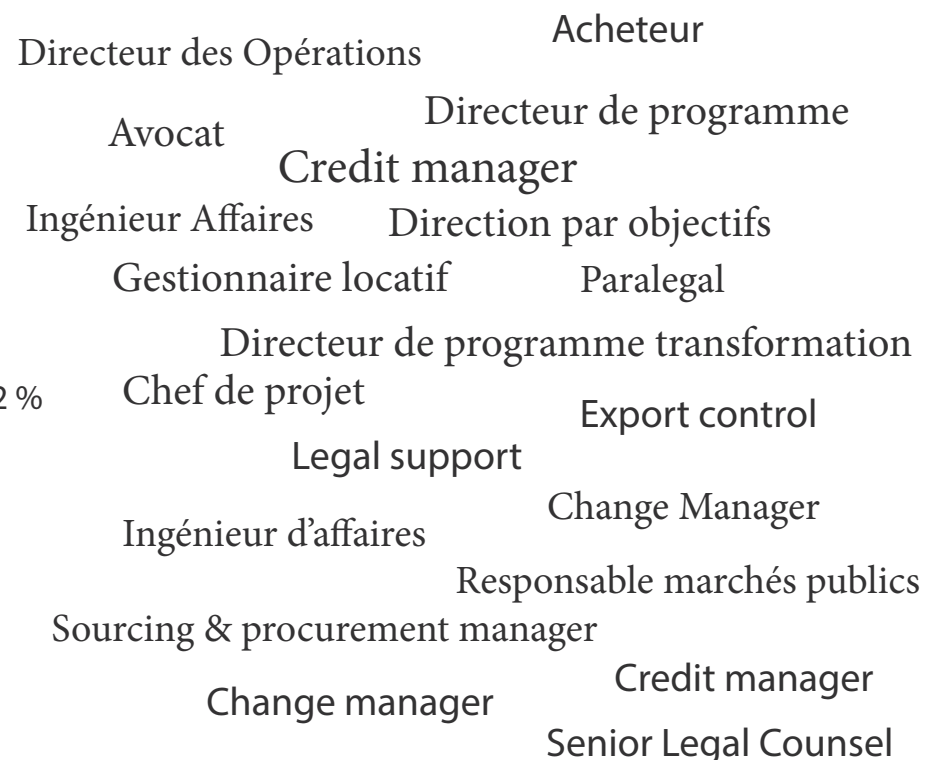 Acheteur
Directeur des Opérations
Directeur de programme
Avocat
Credit manager
Ingénieur Affaires
Direction par objectifs
Gestionnaire locatif
Paralegal
Directeur de programme transformation
2 %
Chef de projet
Export control
Legal support
Change Manager
Ingénieur d’affaires
Responsable marchés publics
Sourcing & procurement manager
Credit manager
Change manager
Senior Legal Counsel